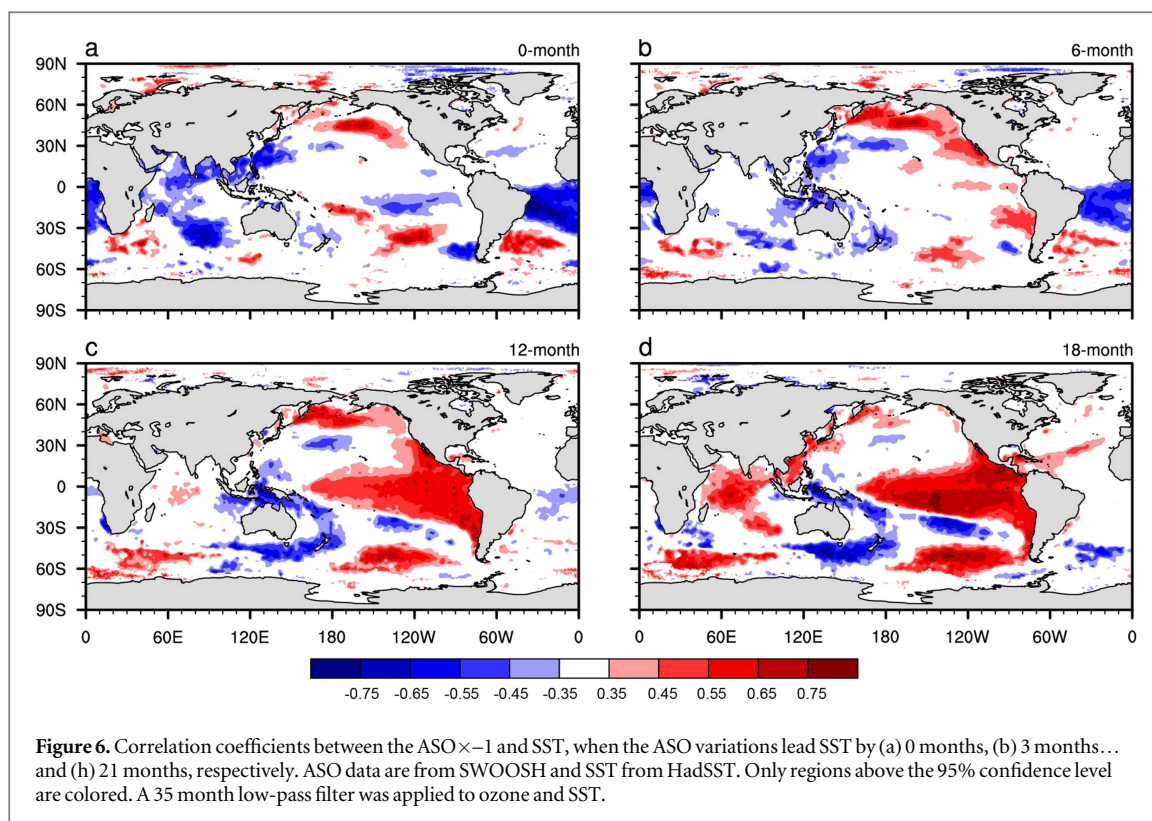 a 0-month b 6-month
90N
60N
30N
0
30S
60S
90S
c 12-month d 18-month
90N
60N
30N
0
30S
60S
90S
0 60E 120E 180 120W 60W 0 0 60E 120E 180 120W 60W 0
-0.75 -0.65 -0.55 -0.45 -0.35 0.35 0.45 0.55 0.65 0.75
Figure 6. Correlation coefficients between the ASO×−1 and SST, when the ASO variations lead SST by (a) 0 months, (b) 3 months…
and (h) 21 months, respectively. ASO data are from SWOOSH and SST from HadSST. Only regions above the 95% confidence level
are colored. A 35 month low-pass filter was applied to ozone and SST.